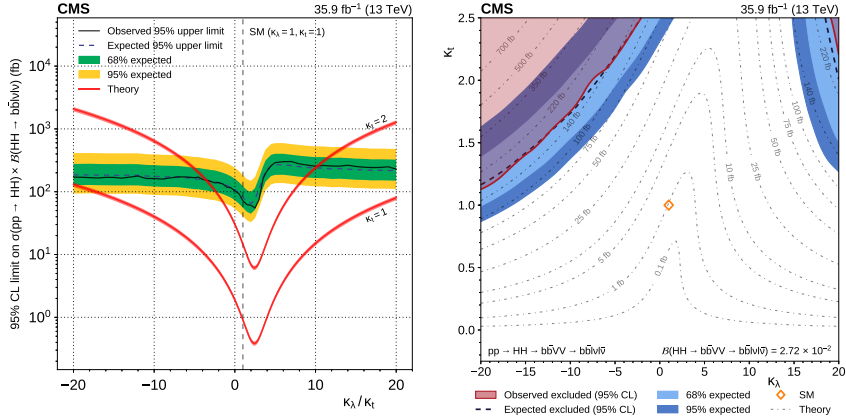 CMS
35.9 fb⁻¹ (13 TeV)
Observed 95% upper limit
Expected 95% upper limit
68% expected
95% expected
Theory
SM (κλ = 1, κt = 1)
κt = 2
κt = 1
95% CL limit on σ(pp → HH) × 𝓑(HH → bb̄lνlν) (fb)
10⁴
10³
10²
10¹
10⁰
−20
−10
0
10
20
κλ / κt
CMS
35.9 fb⁻¹ (13 TeV)
κt
2.5
2.0
1.5
1.0
0.5
0.0
700 fb
500 fb
350 fb
220 fb
140 fb
100 fb
75 fb
50 fb
25 fb
5 fb
1 fb
0.1 fb
10 fb
25 fb
50 fb
75 fb
100 fb
140 fb
220 fb
pp → HH → bb̄VV → bb̄lνlν̄
𝓑(HH → bb̄VV → bb̄lνlν̄) = 2.72 × 10⁻²
−20
−15
−10
−5
0
5
10
15
20
κλ
Observed excluded (95% CL)
Expected excluded (95% CL)
68% expected
95% expected
SM
Theory